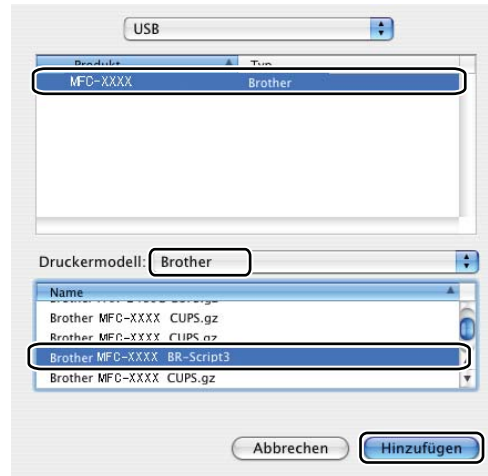 USB
Produkt Typ
MFC-XXXX Brother
Druckermodell: Brother
Name
Brother MFC-XXXX CUPS.gz
Brother MFC-XXXX CUPS.gz
Brother MFC-XXXX BR-Script3
Brother MFC-XXXX CUPS.gz
Abbrechen Hinzufügen